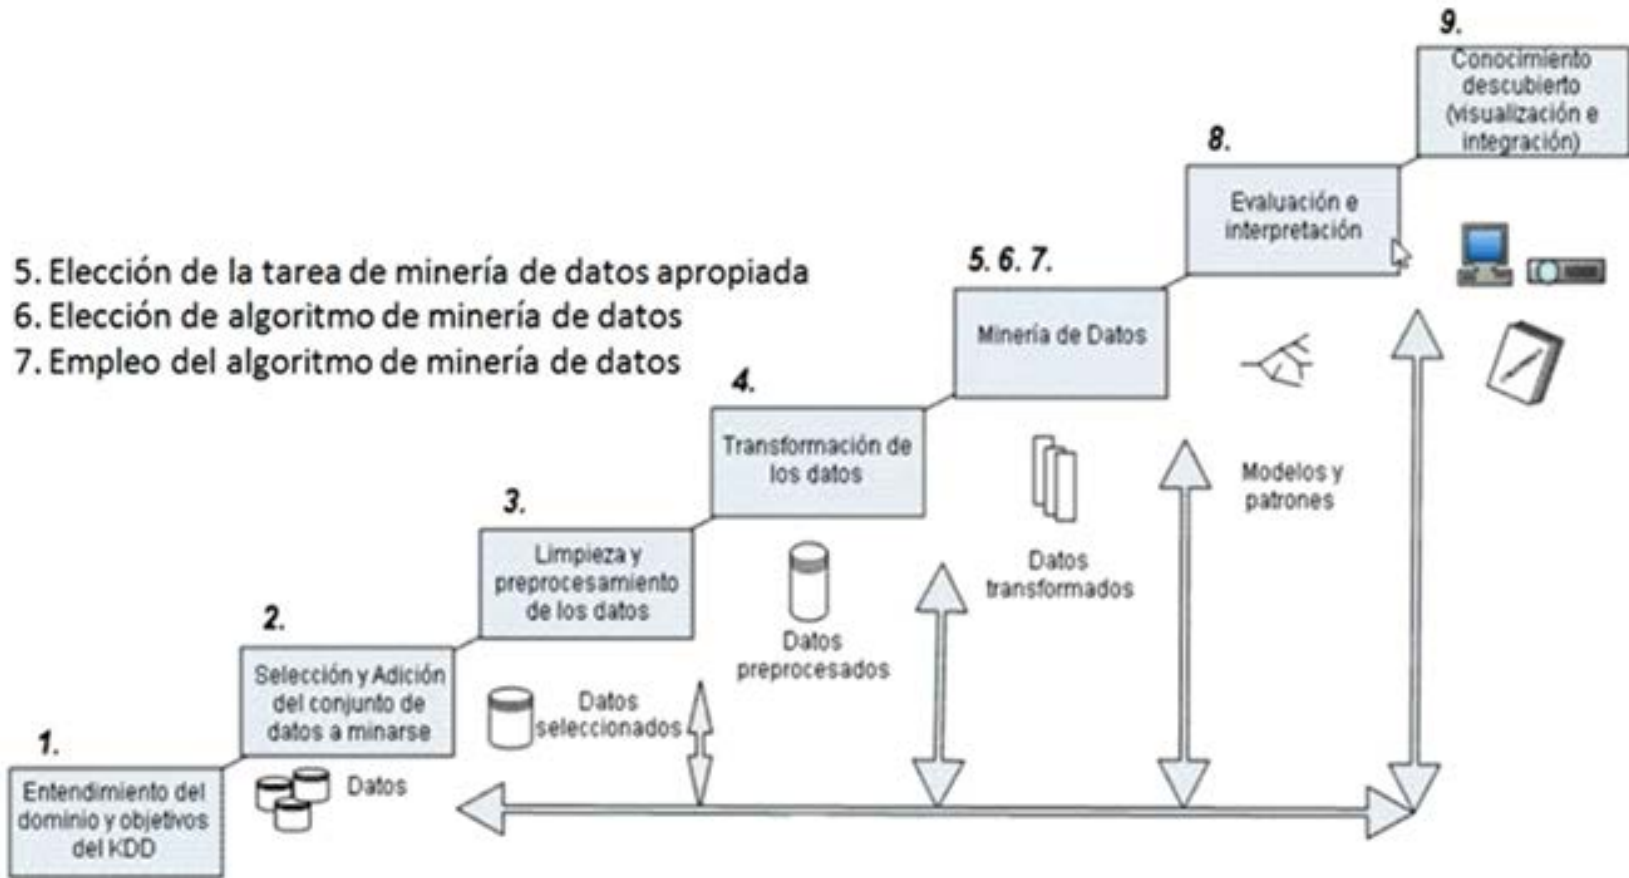 9.
Conocimiento
descubierto
(visualización e
integración)
8.
Evaluación e
interpretación
5. Elección de la tarea de minería de datos apropiada
6. Elección de algoritmo de minería de datos
7. Empleo del algoritmo de minería de datos
5. 6. 7.
Minería de Datos
4.
Transformación de
los datos
Modelos y
patrones
3.
Limpieza y
preprocesamiento
de los datos
Datos
transformados
2.
Selección y Adición
del conjunto de
datos a minarse
Datos
preprocesados
Datos
seleccionados
1.
Entendimiento del
dominio y objetivos
del KDD
Datos